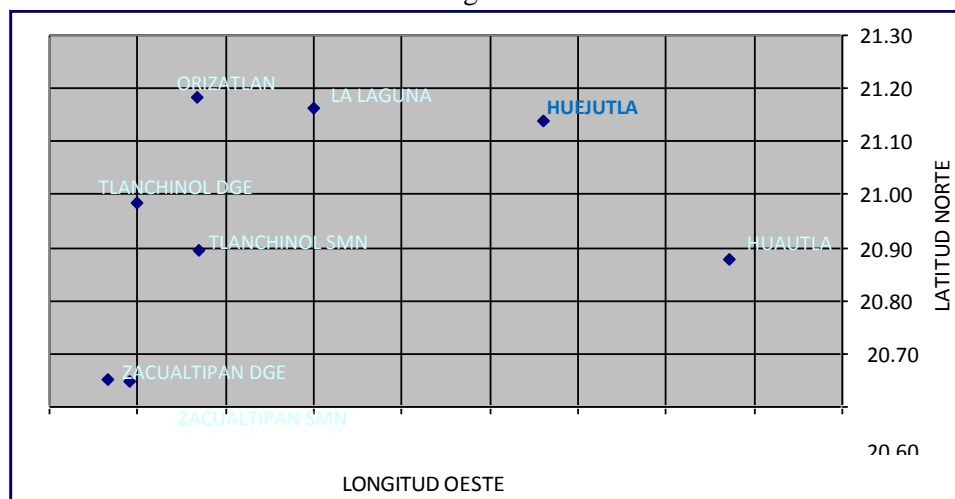 21.30
ORIZATLAN
LA LAGUNA
21.20
HUEJUTLA
21.10
TLANCHINOL DGE
21.00
TLANCHINOL SMN
HUAUTLA
20.90
20.80
20.70
ZACUALTIPAN DGE
ZACUALTIPAN SMN
20.60
LATITUD NORTE
LONGITUD OESTE